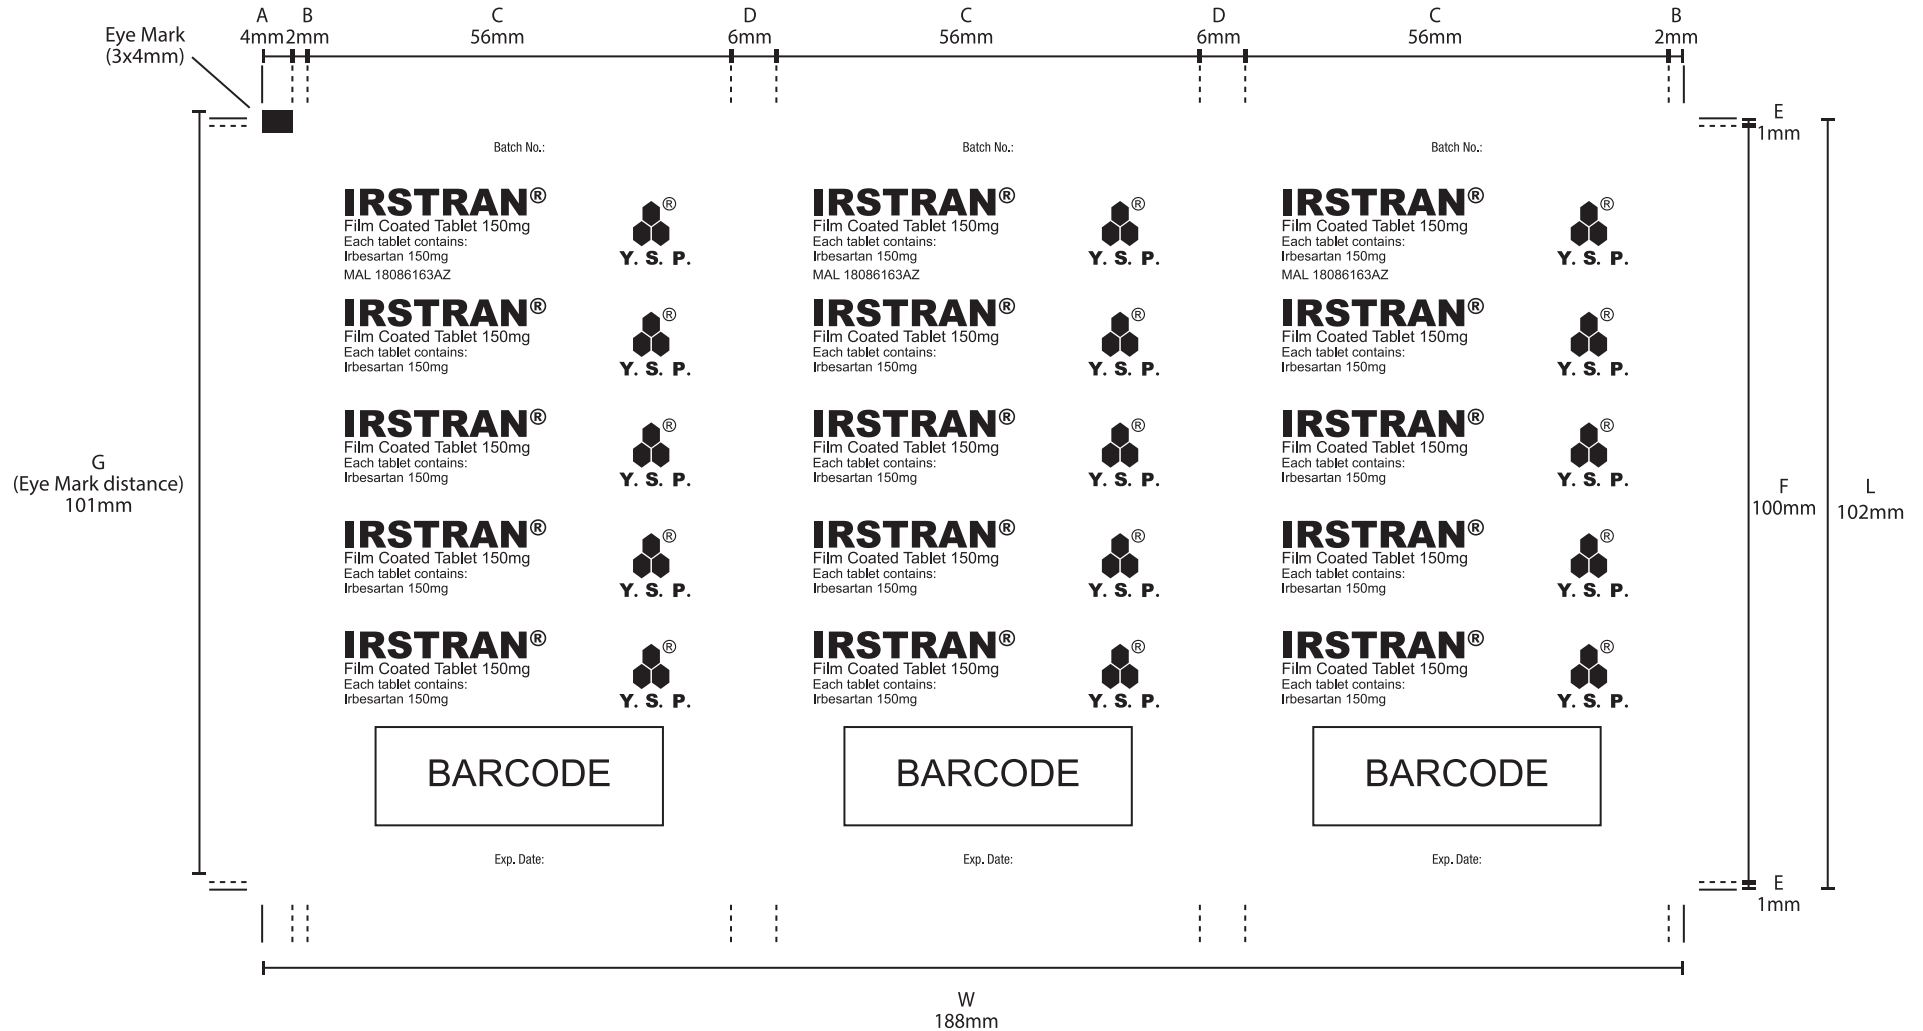 A B C D C D C B
4mm 2mm 56mm 6mm 56mm 6mm 56mm 2mm
Eye Mark
(3x4mm)
E
1mm
Batch No.: Batch No.: Batch No.:
IRSTRAN® ® IRSTRAN® ® IRSTRAN® ®
Film Coated Tablet 150mg Film Coated Tablet 150mg Film Coated Tablet 150mg
Each tablet contains: Each tablet contains: Each tablet contains:
Irbesartan 150mg Y. S. P. Irbesartan 150mg Y. S. P. Irbesartan 150mg Y. S. P.
MAL 18086163AZ MAL 18086163AZ MAL 18086163AZ
IRSTRAN® ® IRSTRAN® ® IRSTRAN® ®
Film Coated Tablet 150mg Film Coated Tablet 150mg Film Coated Tablet 150mg
Each tablet contains: Each tablet contains: Each tablet contains:
Irbesartan 150mg Y. S. P. Irbesartan 150mg Y. S. P. Irbesartan 150mg Y. S. P.
IRSTRAN® ® IRSTRAN® ® IRSTRAN® ®
Film Coated Tablet 150mg Film Coated Tablet 150mg Film Coated Tablet 150mg
Each tablet contains: Each tablet contains: Each tablet contains:
Irbesartan 150mg Y. S. P. Irbesartan 150mg Y. S. P. Irbesartan 150mg Y. S. P.
G
(Eye Mark distance)
101mm
F
100mm
L
102mm
IRSTRAN® ® IRSTRAN® ® IRSTRAN® ®
Film Coated Tablet 150mg Film Coated Tablet 150mg Film Coated Tablet 150mg
Each tablet contains: Each tablet contains: Each tablet contains:
Irbesartan 150mg Y. S. P. Irbesartan 150mg Y. S. P. Irbesartan 150mg Y. S. P.
IRSTRAN® ® IRSTRAN® ® IRSTRAN® ®
Film Coated Tablet 150mg Film Coated Tablet 150mg Film Coated Tablet 150mg
Each tablet contains: Each tablet contains: Each tablet contains:
Irbesartan 150mg Y. S. P. Irbesartan 150mg Y. S. P. Irbesartan 150mg Y. S. P.
BARCODE BARCODE BARCODE
Exp. Date: Exp. Date: Exp. Date:
E
1mm
W
188mm